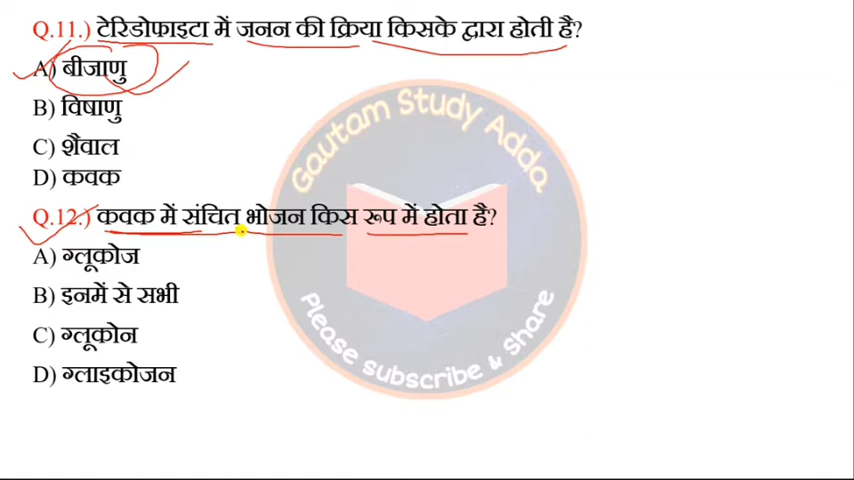 Q.11.) टेरिडोफाइटा में जनन की क्रिया किसके द्वारा होती है?
A) बीजाणु
B) विषाणु
C) शैवाल
D) कवक
Q.12.) कवक में संचित भोजन किस रूप में होता है?
A) ग्लूकोज
B) इनमें से सभी
C) ग्लूकोन
D) ग्लाइकोजन
Gautam Study Adda
Please subscribe & share